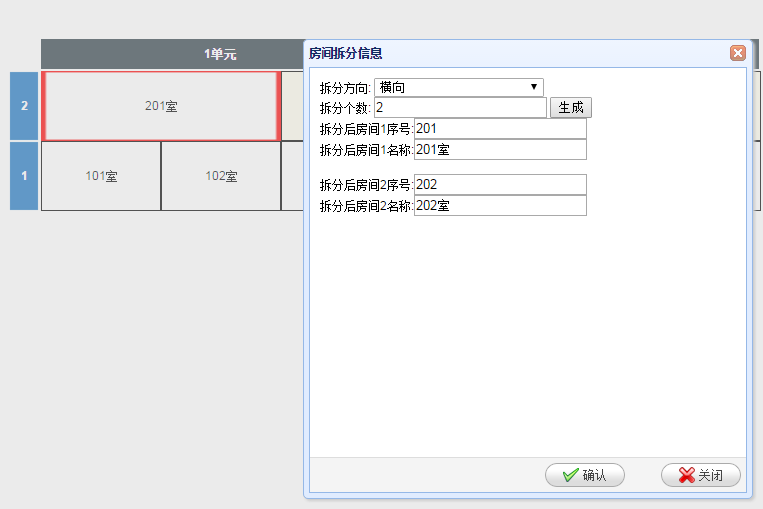 1单元
2
201室
1
101室
102室
房间拆分信息
拆分方向: 横向
拆分个数: 2 生成
拆分后房间1序号: 201
拆分后房间1名称: 201室
拆分后房间2序号: 202
拆分后房间2名称: 202室
确认
关闭